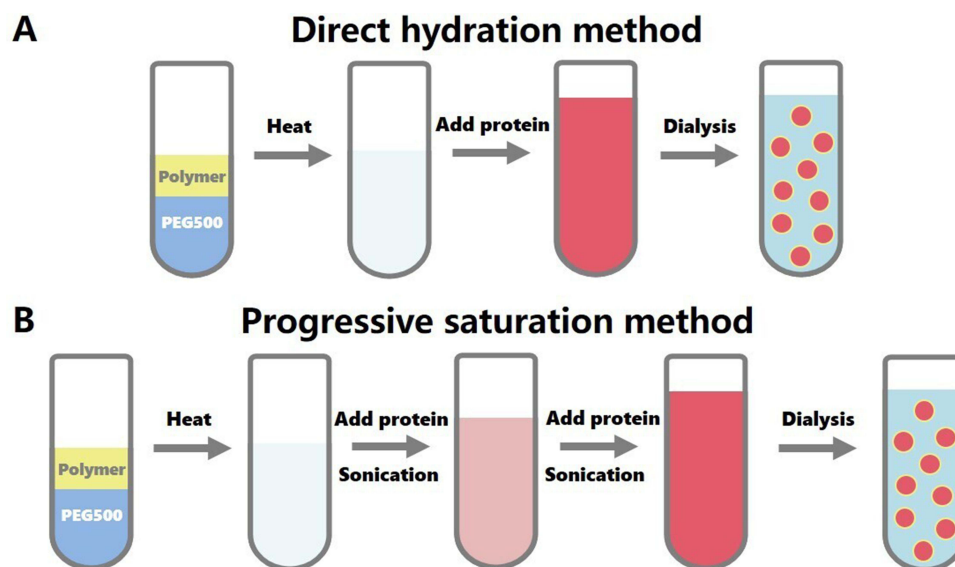 A
Direct hydration method
Heat
Add protein
Dialysis
Polymer
PEG500
B
Progressive saturation method
Heat
Add protein
Sonication
Add protein
Sonication
Dialysis
Polymer
PEG500